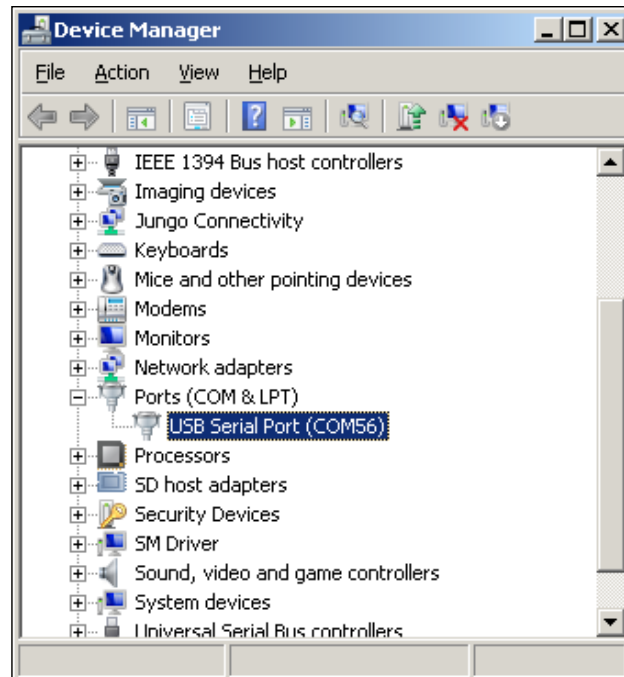 Device Manager
File Action View Help
IEEE 1394 Bus host controllers
Imaging devices
Jungo Connectivity
Keyboards
Mice and other pointing devices
Modems
Monitors
Network adapters
Ports (COM & LPT)
USB Serial Port (COM56)
Processors
SD host adapters
Security Devices
SM Driver
Sound, video and game controllers
System devices
Universal Serial Bus controllers